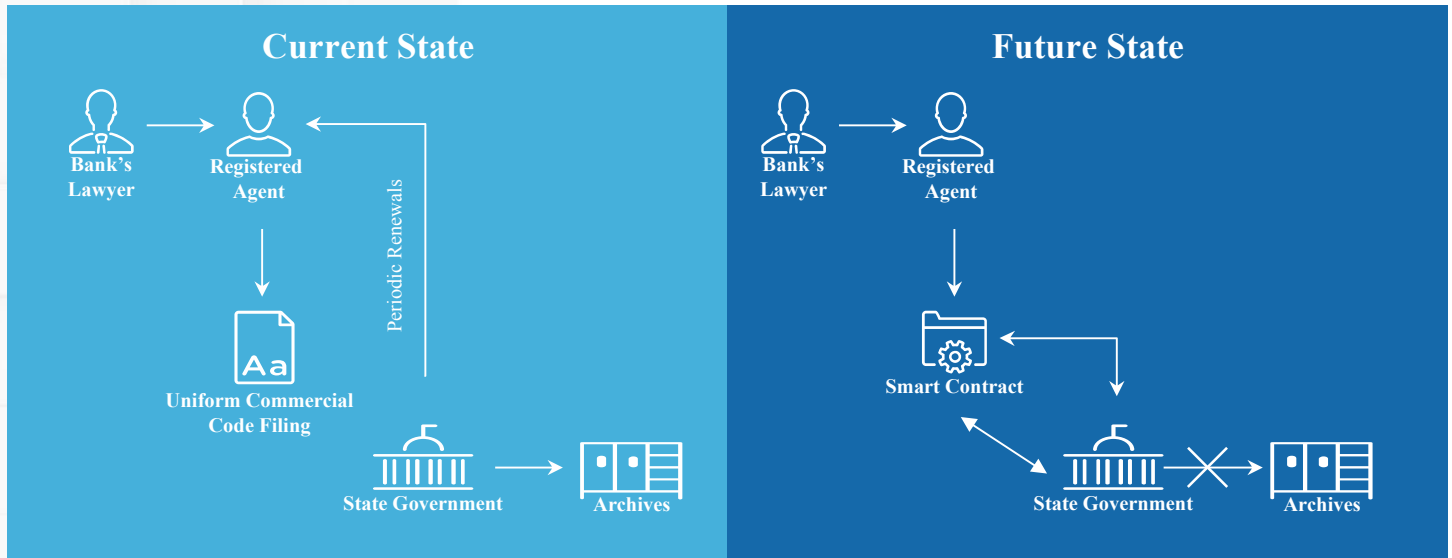 Current State
Bank's
Lawyer
Registered
Agent
Periodic Renewals
Aa
Uniform Commercial
Code Filing
State Government
Archives
Future State
Bank's
Lawyer
Registered
Agent
Smart Contract
State Government
Archives